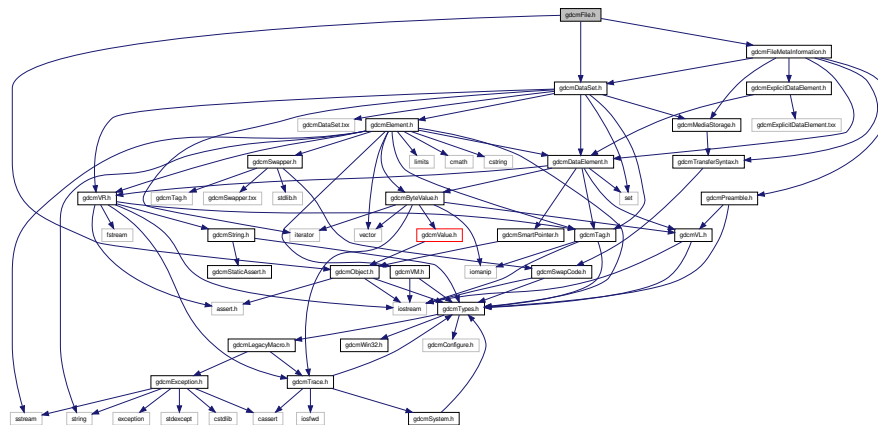 gdcmFile.h
gdcmFileMetaInformation.h
gdcmDataSet.h
gdcmExplicitDataElement.h
gdcmDataSet.txx
gdcmElement.h
gdcmMediaStorage.h
gdcmExplicitDataElement.txx
gdcmSwapper.h
limits
cmath
cstring
gdcmDataElement.h
gdcmTransferSyntax.h
gdcmVR.h
gdcmTag.h
gdcmSwapper.txx
stdlib.h
gdcmByteValue.h
set
gdcmPreamble.h
fstream
gdcmString.h
iterator
vector
gdcmValue.h
gdcmSmartPointer.h
gdcmTag.h
gdcmVL.h
gdcmStaticAssert.h
gdcmObject.h
gdcmVM.h
iomanip
gdcmSwapCode.h
assert.h
iostream
gdcmTypes.h
gdcmLegacyMacro.h
gdcmWin32.h
gdcmConfigure.h
gdcmException.h
gdcmTrace.h
sstream
string
exception
stdexcept
cstdlib
cassert
iosfwd
gdcmSystem.h